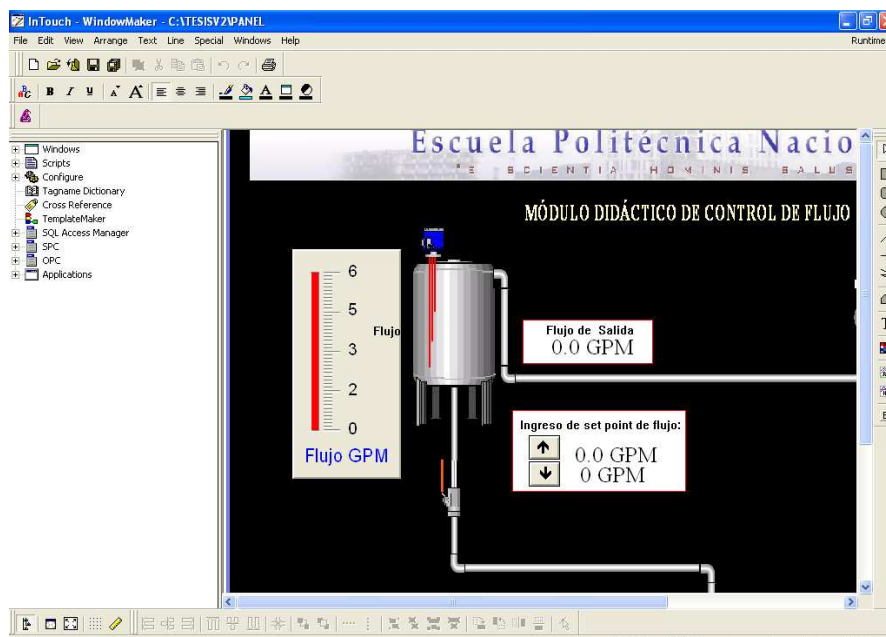 InTouch - WindowMaker - C:\TESISV2\PANEL
File Edit View Arrange Text Line Special Windows Help Runtime
Windows
Scripts
Configure
Tagname Dictionary
Cross Reference
TemplateMaker
SQL Access Manager
SPC
OPC
Applications
Escuela Politécnica Nacio
E SCIENTIA HOMINIS SALUS
MÓDULO DIDÁCTICO DE CONTROL DE FLUJO
6
5
3
2
0
Flujo
Flujo GPM
Flujo de Salida
0.0 GPM
Ingreso de set point de flujo:
0.0 GPM
0 GPM